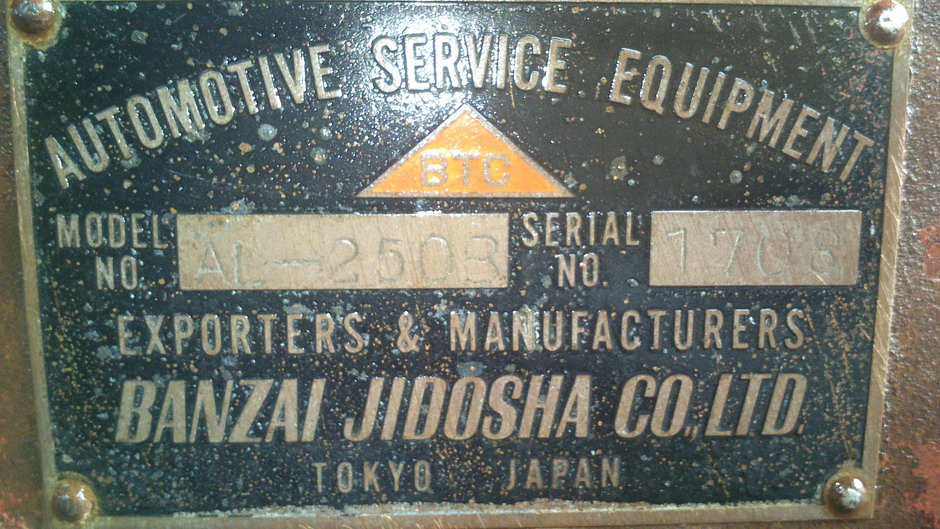 AUTOMOTIVE SERVICE EQUIPMENT
BTC
MODEL NO. AL-2503 SERIAL NO. 1708
EXPORTERS & MANUFACTURERS
BANZAI JIDOSHA CO., LTD.
TOKYO JAPAN